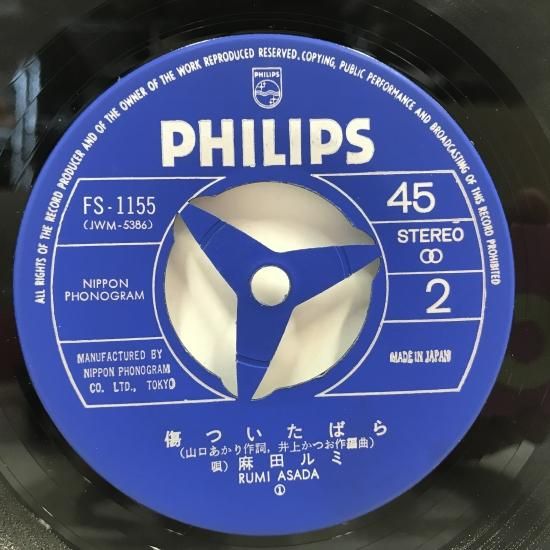 ALL RIGHTS OF THE RECORD PRODUCER AND OF THE OWNER OF THE WORK REPRODUCED RESERVED. COPYING, PUBLIC PERFORMANCE AND BROADCASTING OF THIS RECORD PROHIBITED
PHILIPS
PHILIPS
FS-1155
(JWM-5386)
45
STEREO
2
NIPPON
PHONOGRAM
MANUFACTURED BY
NIPPON PHONOGRAM
CO. LTD., TOKYO
MADE IN JAPAN
傷ついたばら
(山口あかり作詞, 井上かつお作編曲)
唄) 麻田ルミ
RUMI ASADA
①